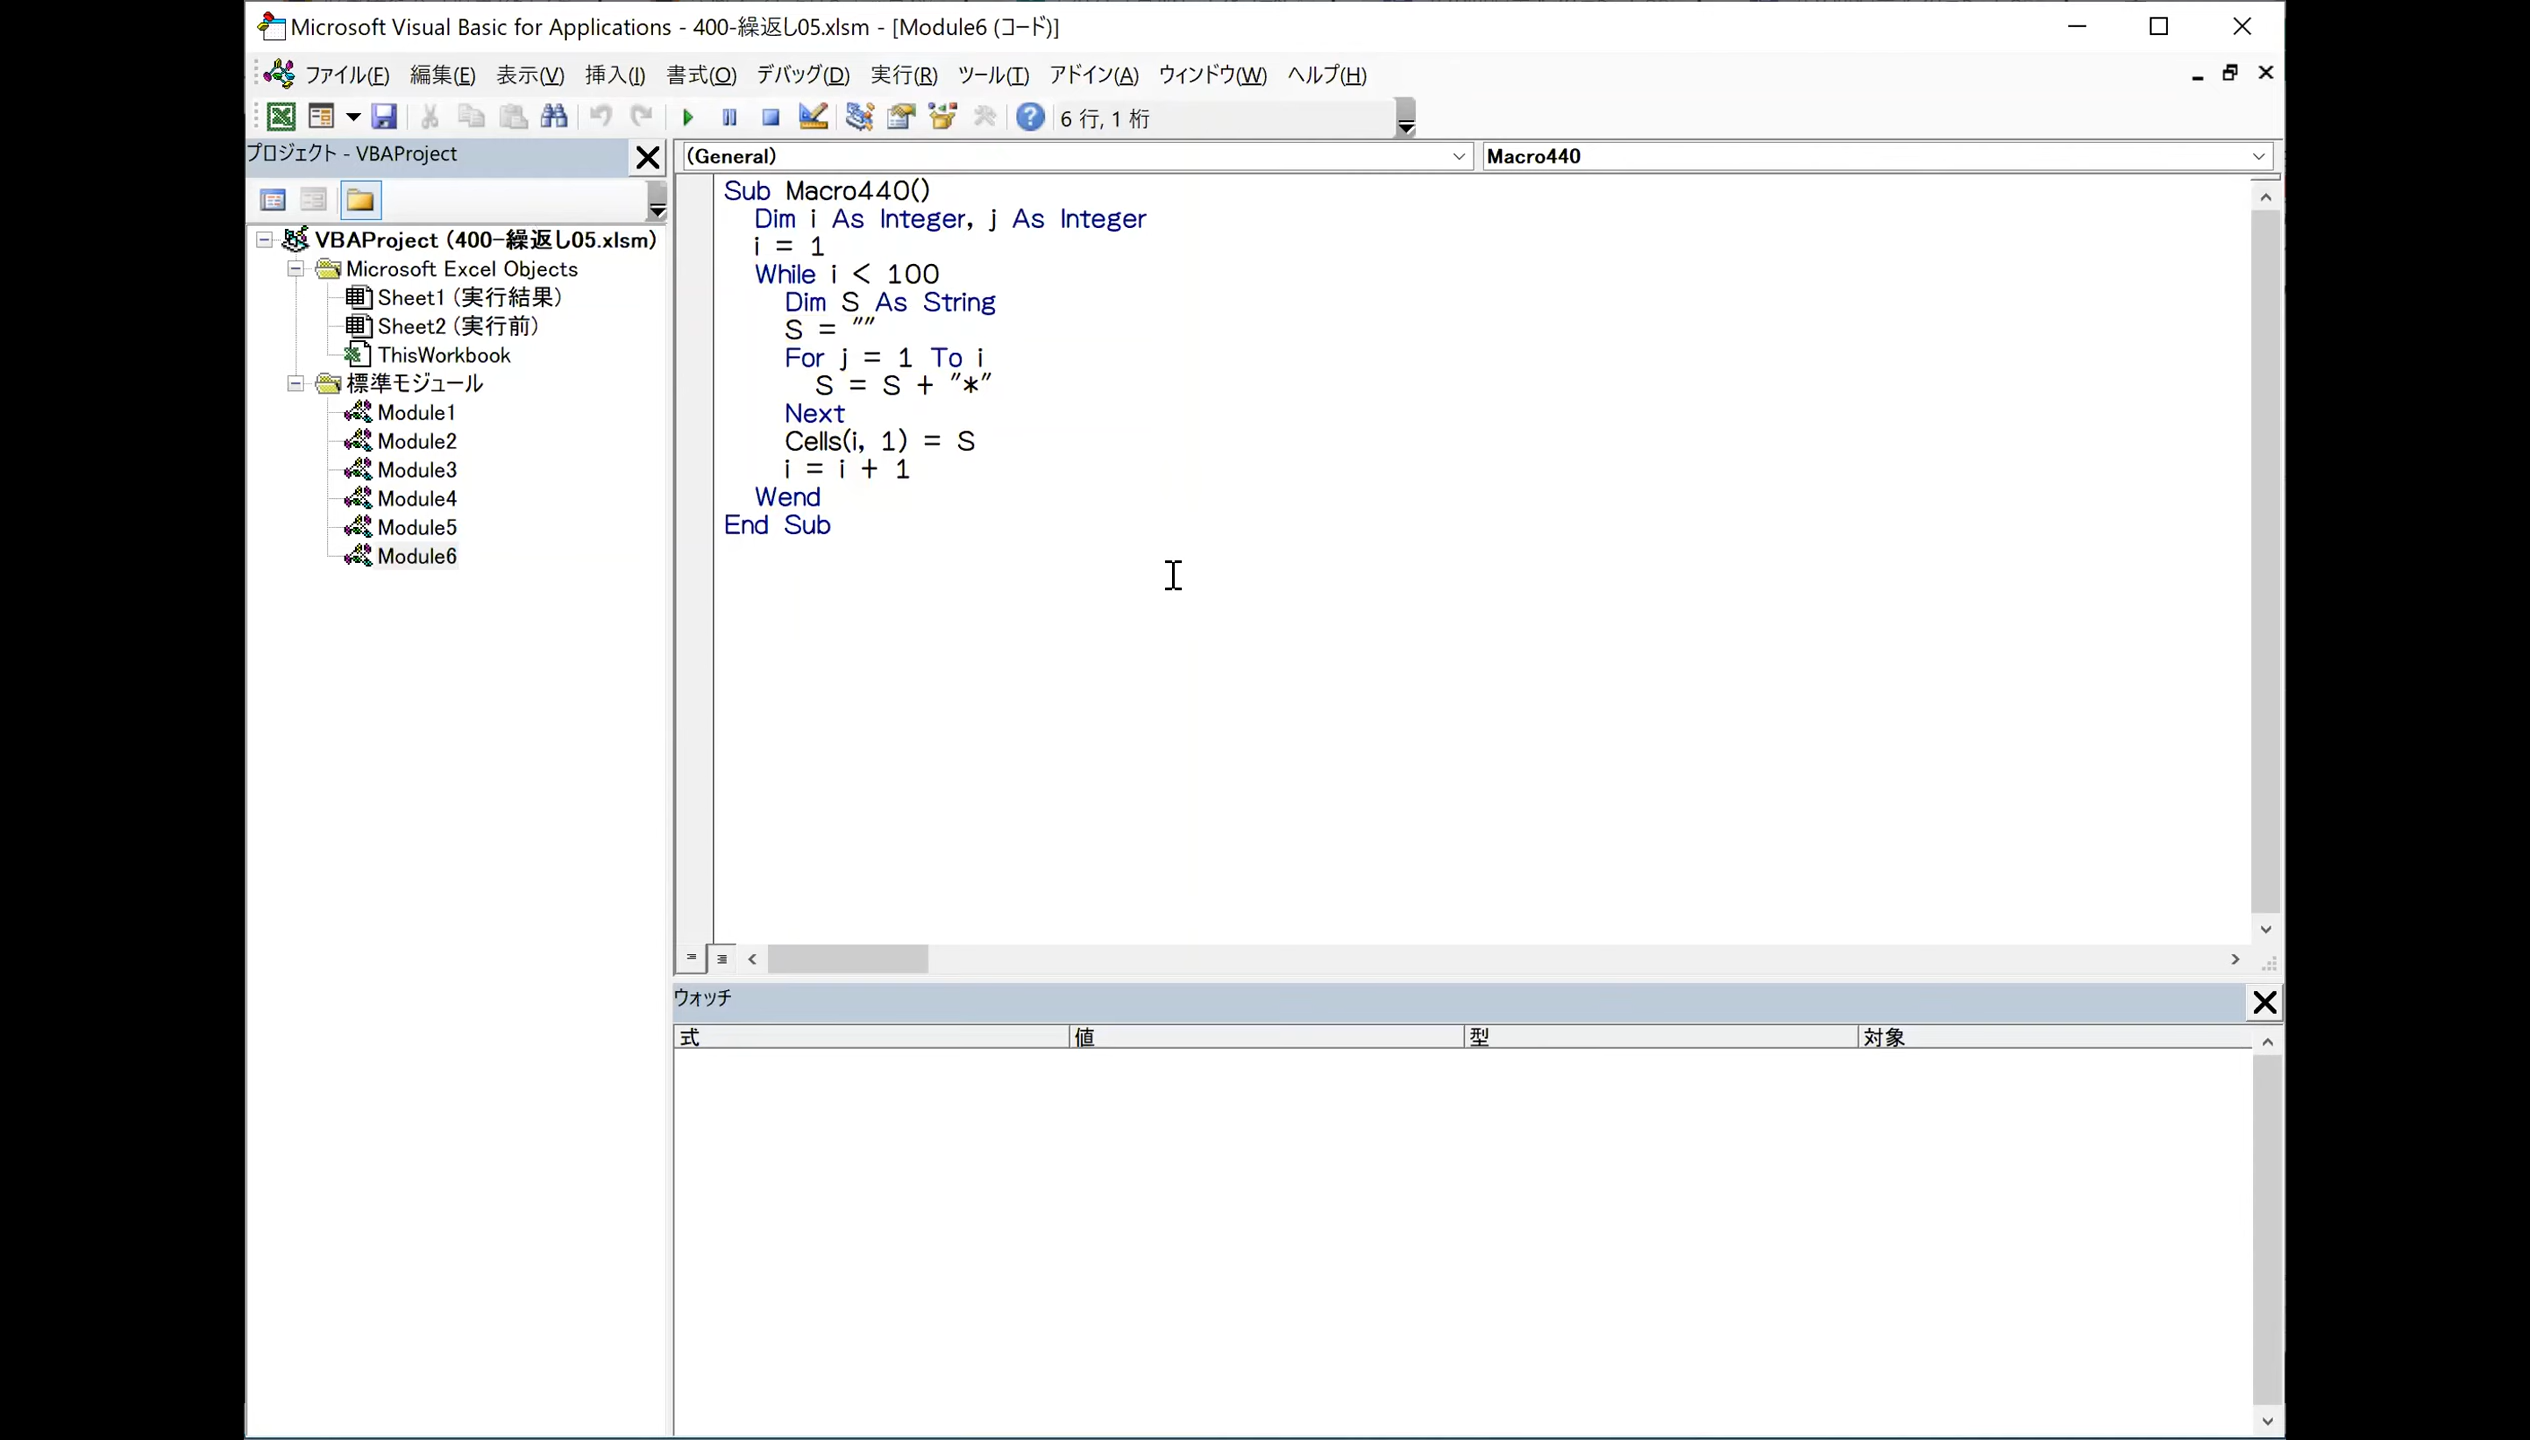 Microsoft Visual Basic for Applications - 400-繰返し05.xlsm - [Module6 (コード)]
ファイル(F) 編集(E) 表示(V) 挿入(I) 書式(O) デバッグ(D) 実行(R) ツール(T) アドイン(A) ウィンドウ(W) ヘルプ(H)
6 行, 1 桁
プロジェクト - VBAProject
(General)
Macro440
VBAProject (400-繰返し05.xlsm)
Microsoft Excel Objects
Sheet1 (実行結果)
Sheet2 (実行前)
ThisWorkbook
標準モジュール
Module1
Module2
Module3
Module4
Module5
Module6
Sub Macro440()
Dim i As Integer, j As Integer
i = 1
While i < 100
Dim S As String
S = ""
For j = 1 To i
S = S + "*"
Next
Cells(i, 1) = S
i = i + 1
Wend
End Sub
ウォッチ
式 値 型 対象